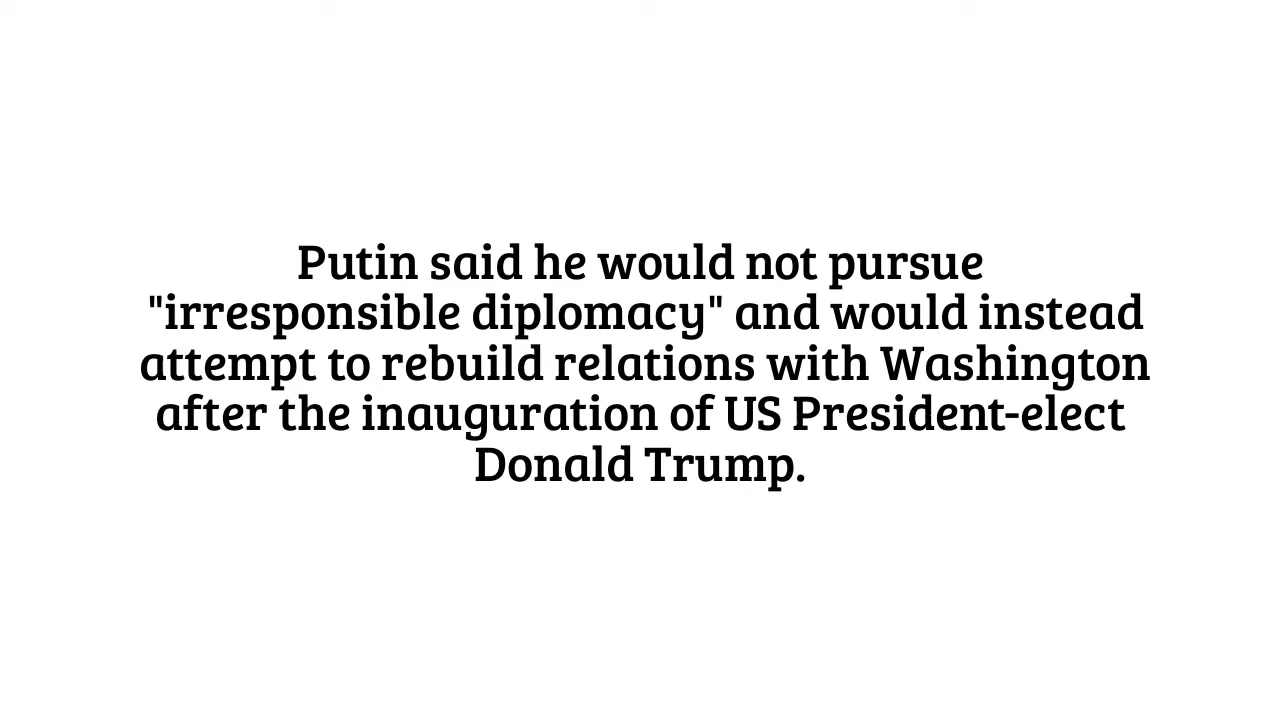 Putin said he would not pursue
"irresponsible diplomacy" and would instead
attempt to rebuild relations with Washington
after the inauguration of US President-elect
Donald Trump.